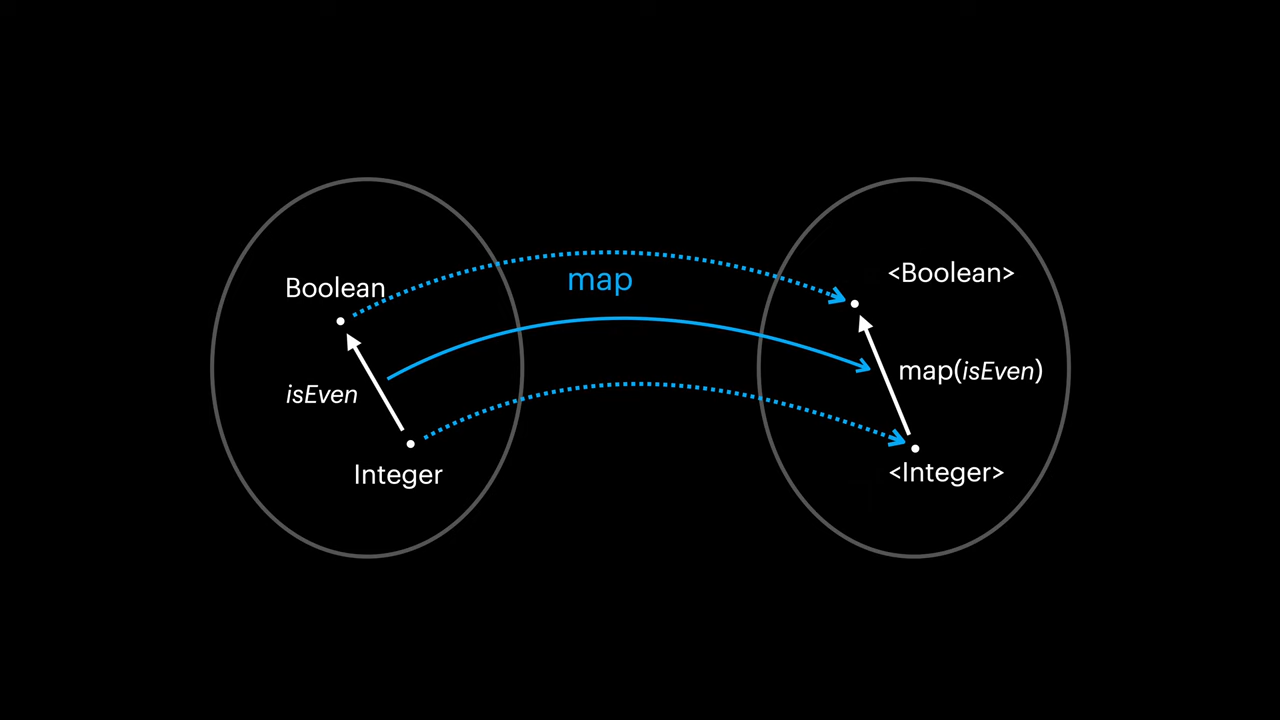 map
Boolean
isEven
Integer
<Boolean>
map(isEven)
<Integer>